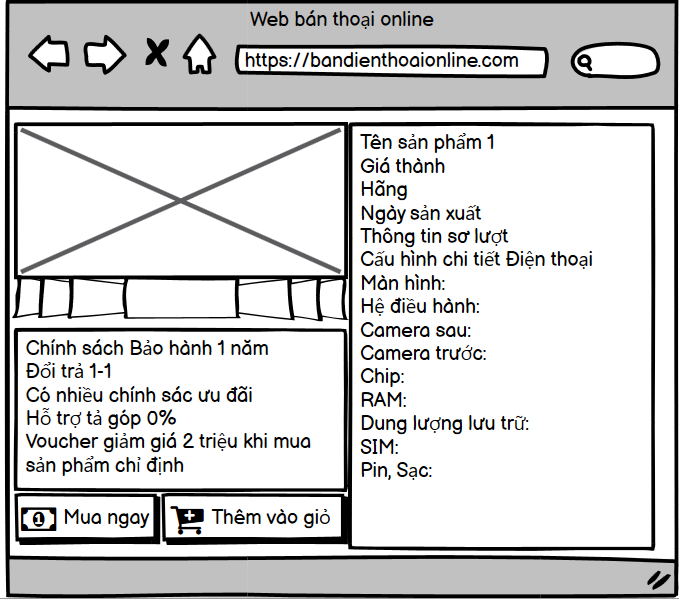 Web bán thoại online
https://bandienthoaionline.com
Tên sản phẩm 1
Giá thành
Hãng
Ngày sản xuất
Thông tin sơ lượt
Cấu hình chi tiết Điện thoại
Màn hình:
Hệ điều hành:
Camera sau:
Camera trước:
Chip:
RAM:
Dung lượng lưu trữ:
SIM:
Pin, Sạc:
Chính sách Bảo hành 1 năm
Đổi trả 1-1
Có nhiều chính sác ưu đãi
Hỗ trợ tả góp 0%
Voucher giảm giá 2 triệu khi mua
sản phẩm chỉ định
1 Mua ngay
Thêm vào giỏ